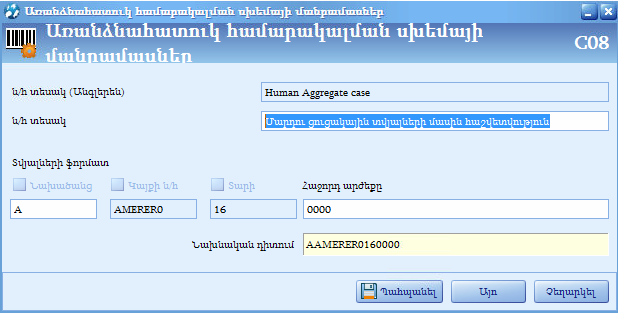 Առանձնահատուկ համարակալման սխեմայի մանրամասներ
Առանձնահատուկ համարակալման սխեմայի
մանրամասներ
C08
ն/հ տեսակ (Անգլերեն)
Human Aggregate case
ն/հ տեսակ
Մարդու ցուցակային տվյալների մասին հաշվետվություն
Տվյալների ֆորմատ
Նախածանց
Կայքի ն/հ
Տարի
Հաջորդ արժեքը
A
AMERER0
16
0000
Նախնական դիտում
AAMERER0160000
Պահպանել
Այո
Չեղարկել